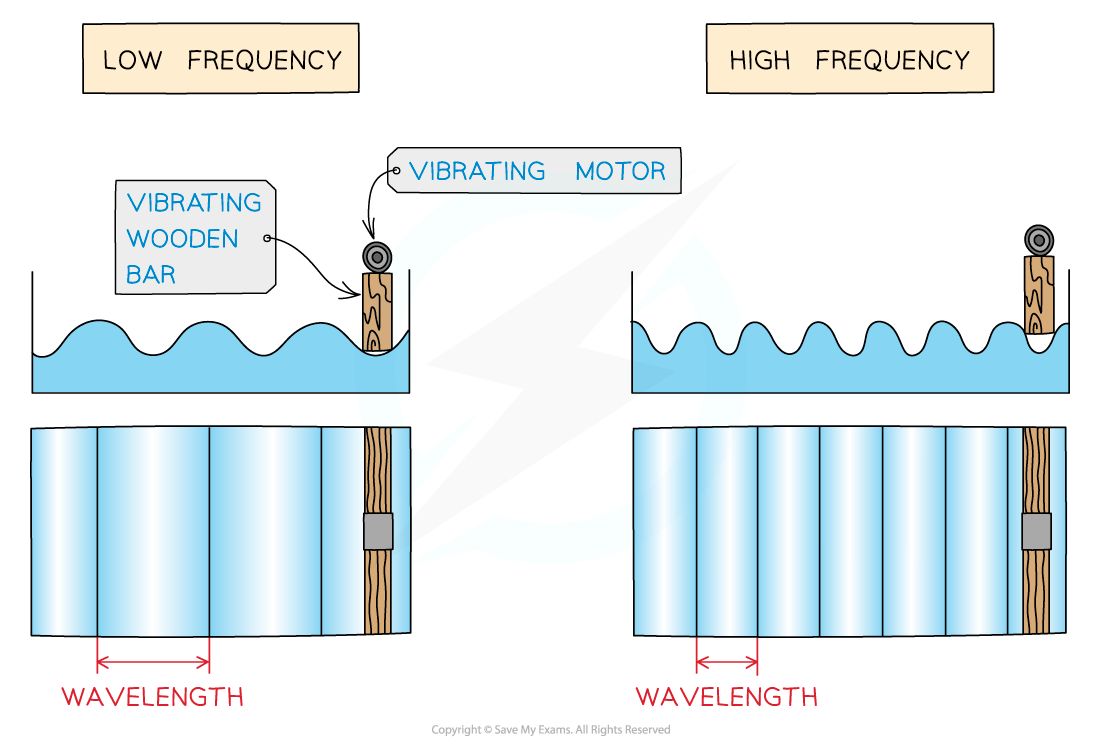 LOW FREQUENCY
HIGH FREQUENCY
VIBRATING MOTOR
VIBRATING
WOODEN
BAR
WAVELENGTH
WAVELENGTH
Copyright © Save My Exams. All Rights Reserved